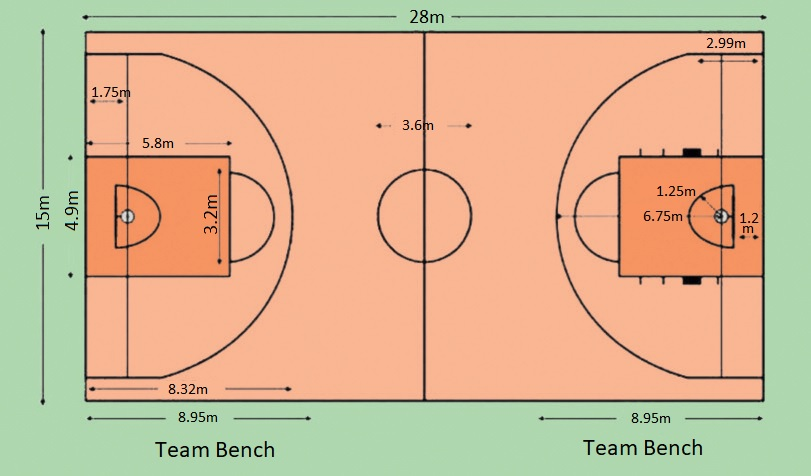 28m
2.99m
1.75m
3.6m
5.8m
1.25m
15m
4.9m
3.2m
6.75m
1.2
m
8.32m
8.95m
8.95m
Team Bench
Team Bench